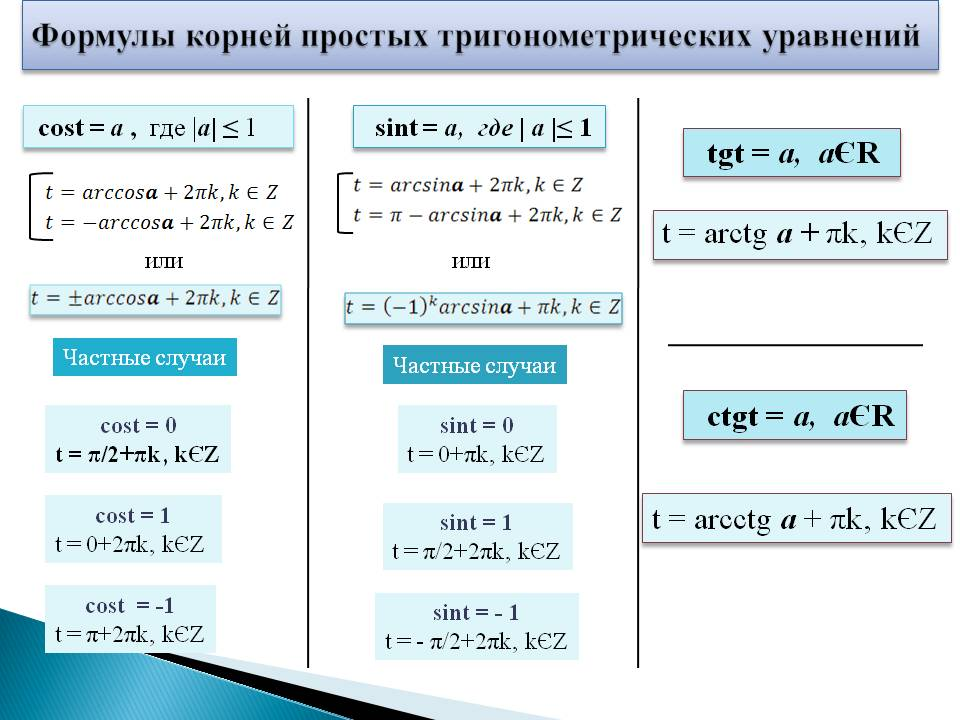 Формулы корней простых тригонометрических уравнений
cost = a , где |a| ≤ 1
t = arccosa + 2πk, k ∈ Z
t = −arccosa + 2πk, k ∈ Z
или
t = ±arccosa + 2πk, k ∈ Z
Частные случаи
cost = 0
t = π/2+πk, kЄZ
cost = 1
t = 0+2πk, kЄZ
cost = -1
t = π+2πk, kЄZ
sint = a, где | a |≤ 1
t = arcsina + 2πk, k ∈ Z
t = π − arcsina + 2πk, k ∈ Z
или
t = (−1)ᵏarcsina + πk, k ∈ Z
Частные случаи
sint = 0
t = 0+πk, kЄZ
sint = 1
t = π/2+2πk, kЄZ
sint = - 1
t = - π/2+2πk, kЄZ
tgt = a, aЄR
t = arctg a + πk, kЄZ
ctgt = a, aЄR
t = arcctg a + πk, kЄZ